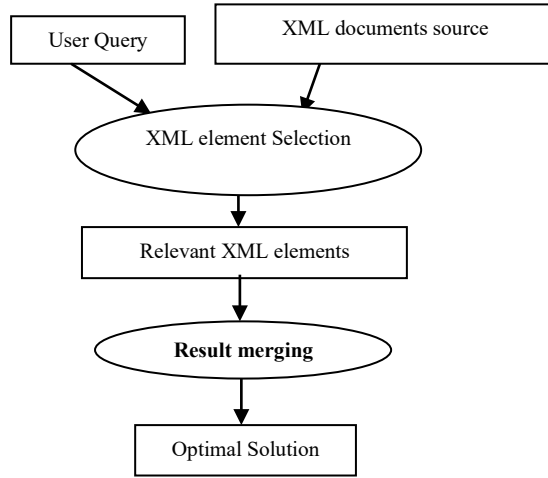 User Query
XML documents source
XML element Selection
Relevant XML elements
Result merging
Optimal Solution